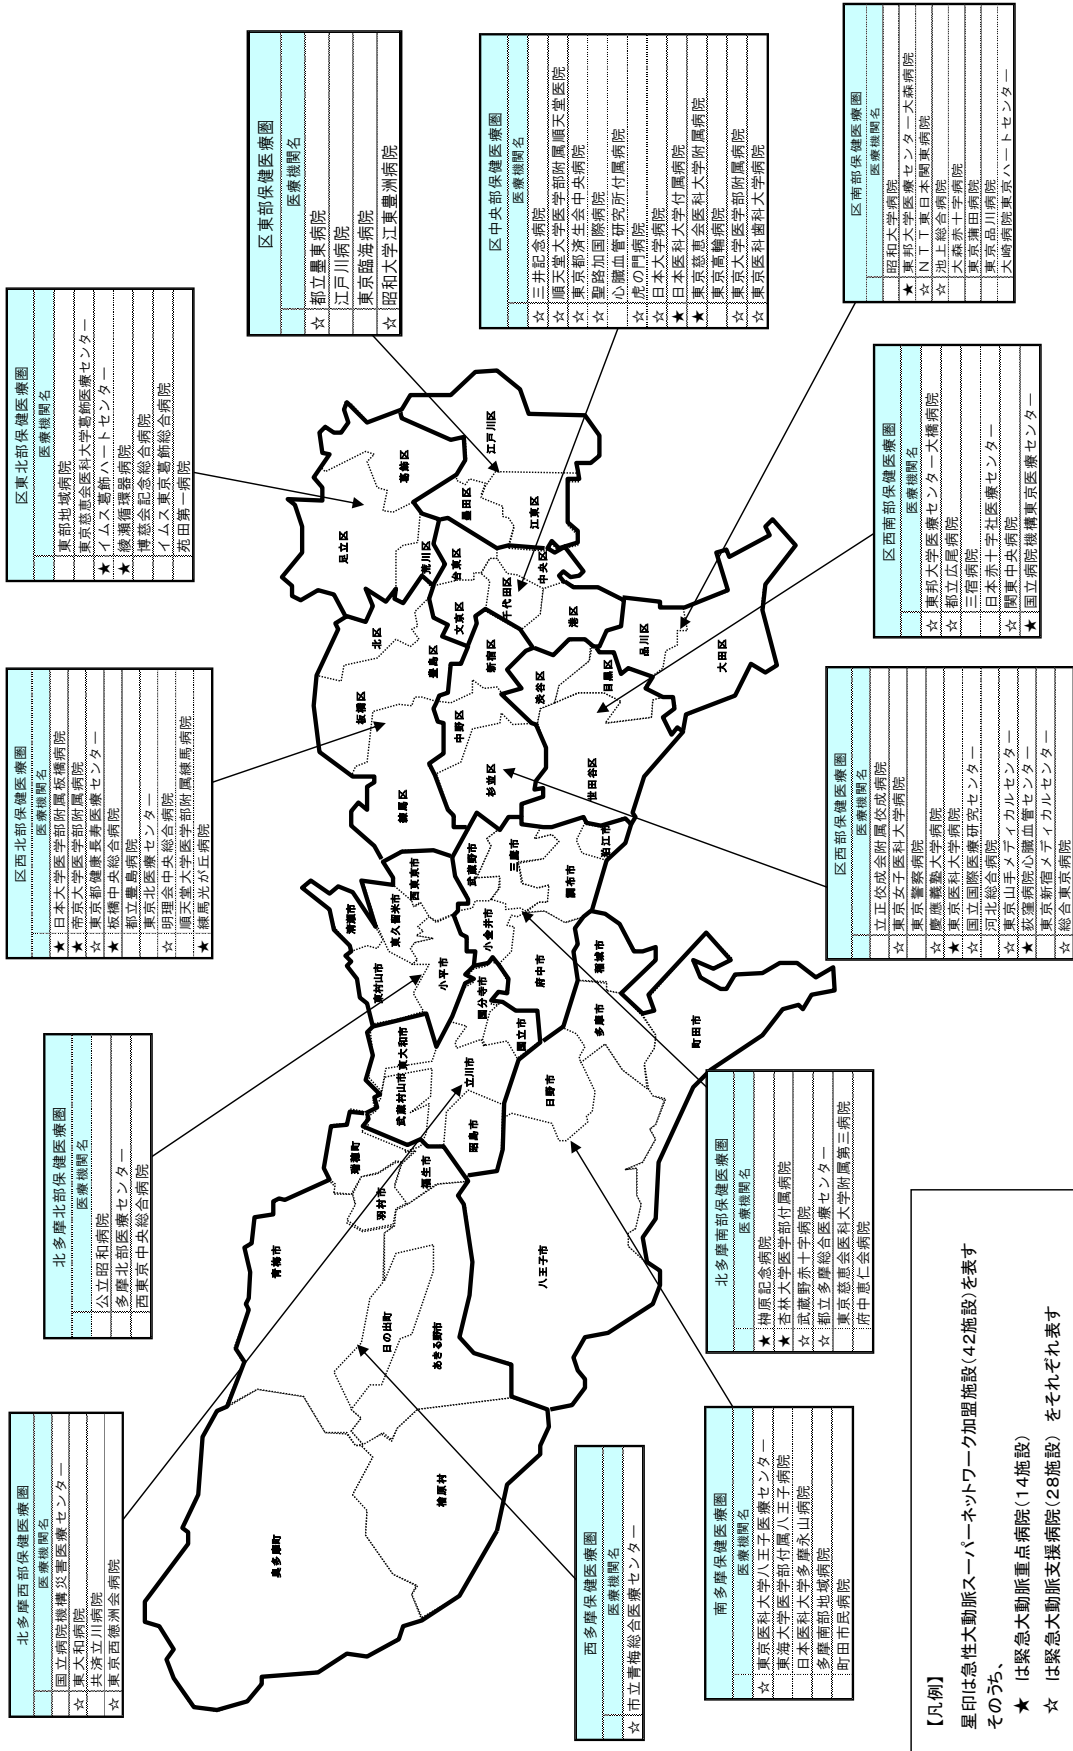 北多摩西部保健医療圏
医療機関名
国立病院機構災害医療センター
☆ 東大和病院
共済立川病院
☆ 東京西徳洲会病院
北多摩北部保健医療圏
医療機関名
公立昭和病院
多摩北部医療センター
西東京中央総合病院
区西北部保健医療圏
医療機関名
★ 日本大学医学部附属板橋病院
★ 帝京大学医学部附属病院
☆ 東京都健康長寿医療センター
★ 板橋中央総合病院
都立豊島病院
東京北医療センター
☆ 明理会中央総合病院
順天堂大学医学部附属練馬病院
★ 練馬光が丘病院
区東北部保健医療圏
医療機関名
東部地域病院
東京慈恵会医科大学葛飾医療センター
★ イムス葛飾ハートセンター
★ 綾瀬循環器病院
博慈会記念総合病院
イムス東京葛飾総合病院
苑田第一病院
区東部保健医療圏
医療機関名
☆ 都立墨東病院
江戸川病院
東京臨海病院
☆ 昭和大学江東豊洲病院
区中央部保健医療圏
医療機関名
☆ 三井記念病院
☆ 順天堂大学医学部附属順天堂医院
☆ 東京都済生会中央病院
☆ 聖路加国際病院
心臓血管研究所付属病院
☆ 虎の門病院
☆ 日本大学病院
★ 日本医科大学付属病院
★ 東京慈恵会医科大学附属病院
東京高輪病院
☆ 東京大学医学部附属病院
☆ 東京医科歯科大学病院
区南部保健医療圏
医療機関名
昭和大学病院
★ 東邦大学医療センター大森病院
☆ ＮＴＴ東日本関東病院
☆ 池上総合病院
大森赤十字病院
東京蒲田病院
東京品川病院
大崎病院東京ハートセンター
区西南部保健医療圏
医療機関名
☆ 東邦大学医療センター大橋病院
☆ 都立広尾病院
三宿病院
日本赤十字社医療センター
☆ 関東中央病院
★ 国立病院機構東京医療センター
区西部保健医療圏
医療機関名
立正佼成会附属佼成病院
☆ 東京女子医科大学病院
東京警察病院
☆ 慶應義塾大学病院
★ 東京医科大学病院
☆ 国立国際医療研究センター
河北総合病院
☆ 東京山手メディカルセンター
★ 荻窪病院心臓血管センター
東京新宿メディカルセンター
☆ 総合東京病院
北多摩南部保健医療圏
医療機関名
★ 榊原記念病院
★ 杏林大学医学部付属病院
☆ 武蔵野赤十字病院
☆ 都立多摩総合医療センター
東京慈恵会医科大学附属第三病院
府中恵仁会病院
南多摩保健医療圏
医療機関名
☆ 東京医科大学八王子医療センター
東海大学医学部付属八王子病院
日本医科大学多摩永山病院
多摩南部地域病院
町田市民病院
西多摩保健医療圏
医療機関名
☆ 市立青梅総合医療センター
奥多摩町
檜原村
青梅市
日の出町
あきる野市
瑞穂町
羽村市
福生市
八王子市
武蔵村山市
東大和市
立川市
昭島市
国立市
国分寺市
日野市
多摩市
稲城市
町田市
東村山市
清瀬市
東久留米市
西東京市
小平市
小金井市
武蔵野市
三鷹市
府中市
調布市
狛江市
練馬区
板橋区
北区
豊島区
中野区
杉並区
新宿区
世田谷区
渋谷区
目黒区
品川区
大田区
文京区
台東区
千代田区
中央区
港区
荒川区
足立区
葛飾区
墨田区
江東区
江戸川区
【凡例】
星印は急性大動脈スーパーネットワーク加盟施設（４２施設）を表す
そのうち、
★ は緊急大動脈重点病院（１４施設）
☆ は緊急大動脈支援病院（２８施設） をそれぞれ表す